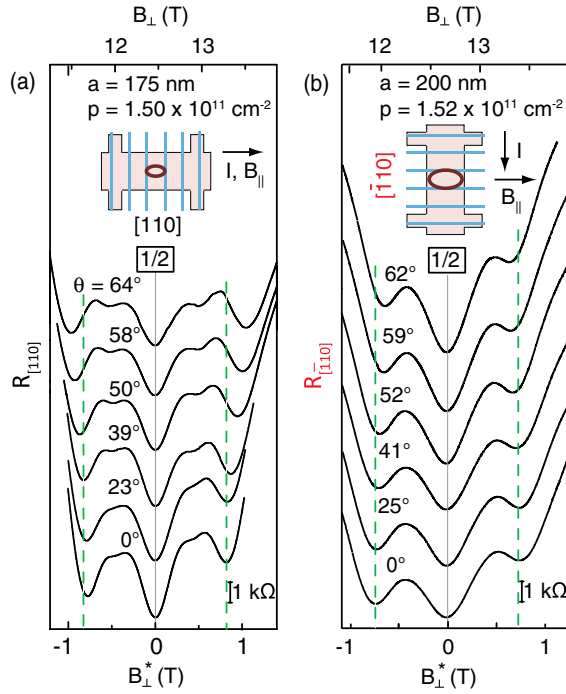 B⊥ (T)
12 13
(a)
a = 175 nm
p = 1.50 x 10¹¹ cm⁻²
I, B||
[110]
1/2
θ = 64°
58°
50°
39°
23°
0°
1 kΩ
R[110]
-1 0 1
B*⊥ (T)
B⊥ (T)
12 13
(b)
a = 200 nm
p = 1.52 x 10¹¹ cm⁻²
[1̄10]
I
B||
1/2
62°
59°
52°
41°
25°
0°
1 kΩ
R[1̄10]
-1 0 1
B*⊥ (T)